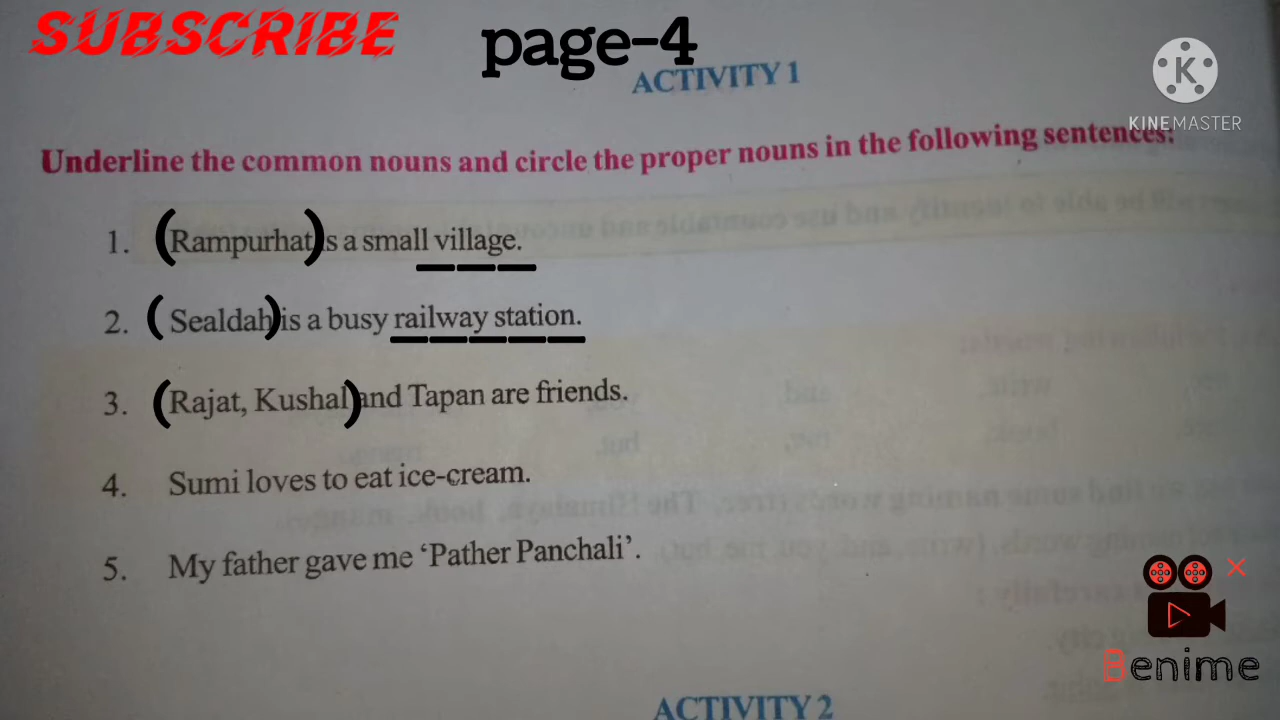 SUBSCRIBE
page-4
ACTIVITY 1
KINEMASTER
Underline the common nouns and circle the proper nouns in the following sentences:
1. (Rampurhat) is a small village.
2. ( Sealdah) is a busy railway station.
3. (Rajat, Kushal) and Tapan are friends.
4. Sumi loves to eat ice-cream.
5. My father gave me ‘Pather Panchali’.
Benime
ACTIVITY 2